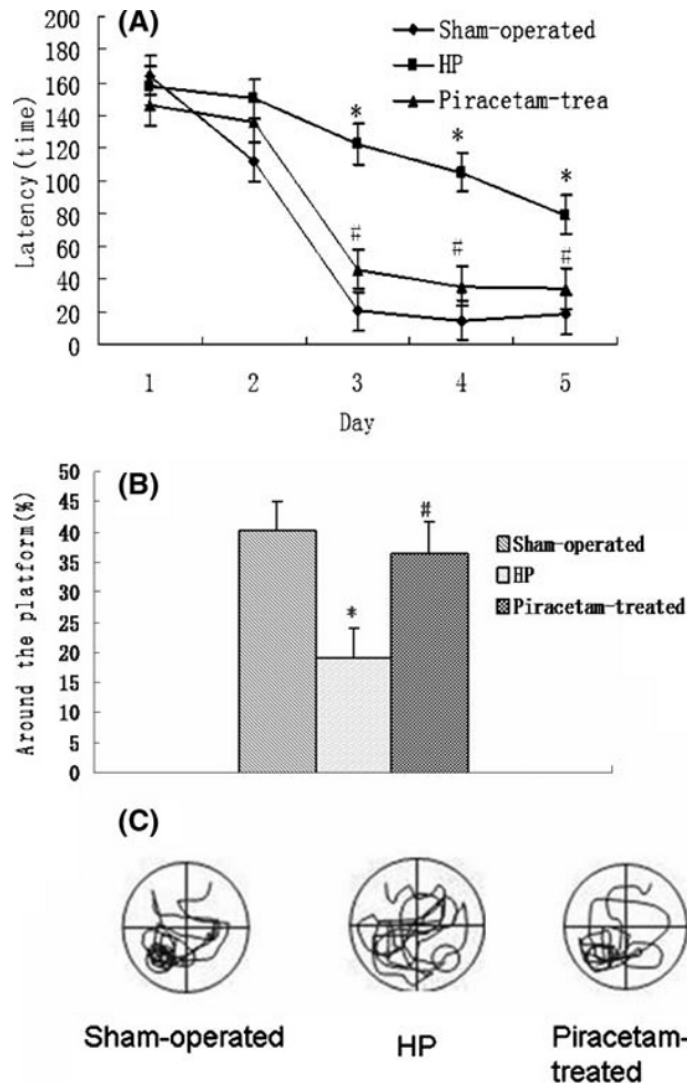 (A)
Sham-operated
HP
Piracetam-trea
Latency(time)
200
180
160
140
120
100
80
60
40
20
0
* * *
# # #
1 2 3 4 5
Day
(B)
Around the platform(%)
50
45
40
35
30
25
20
15
10
5
0
*
#
Sham-operated
HP
Piracetam-treated
(C)
Sham-operated
HP
Piracetam-
treated